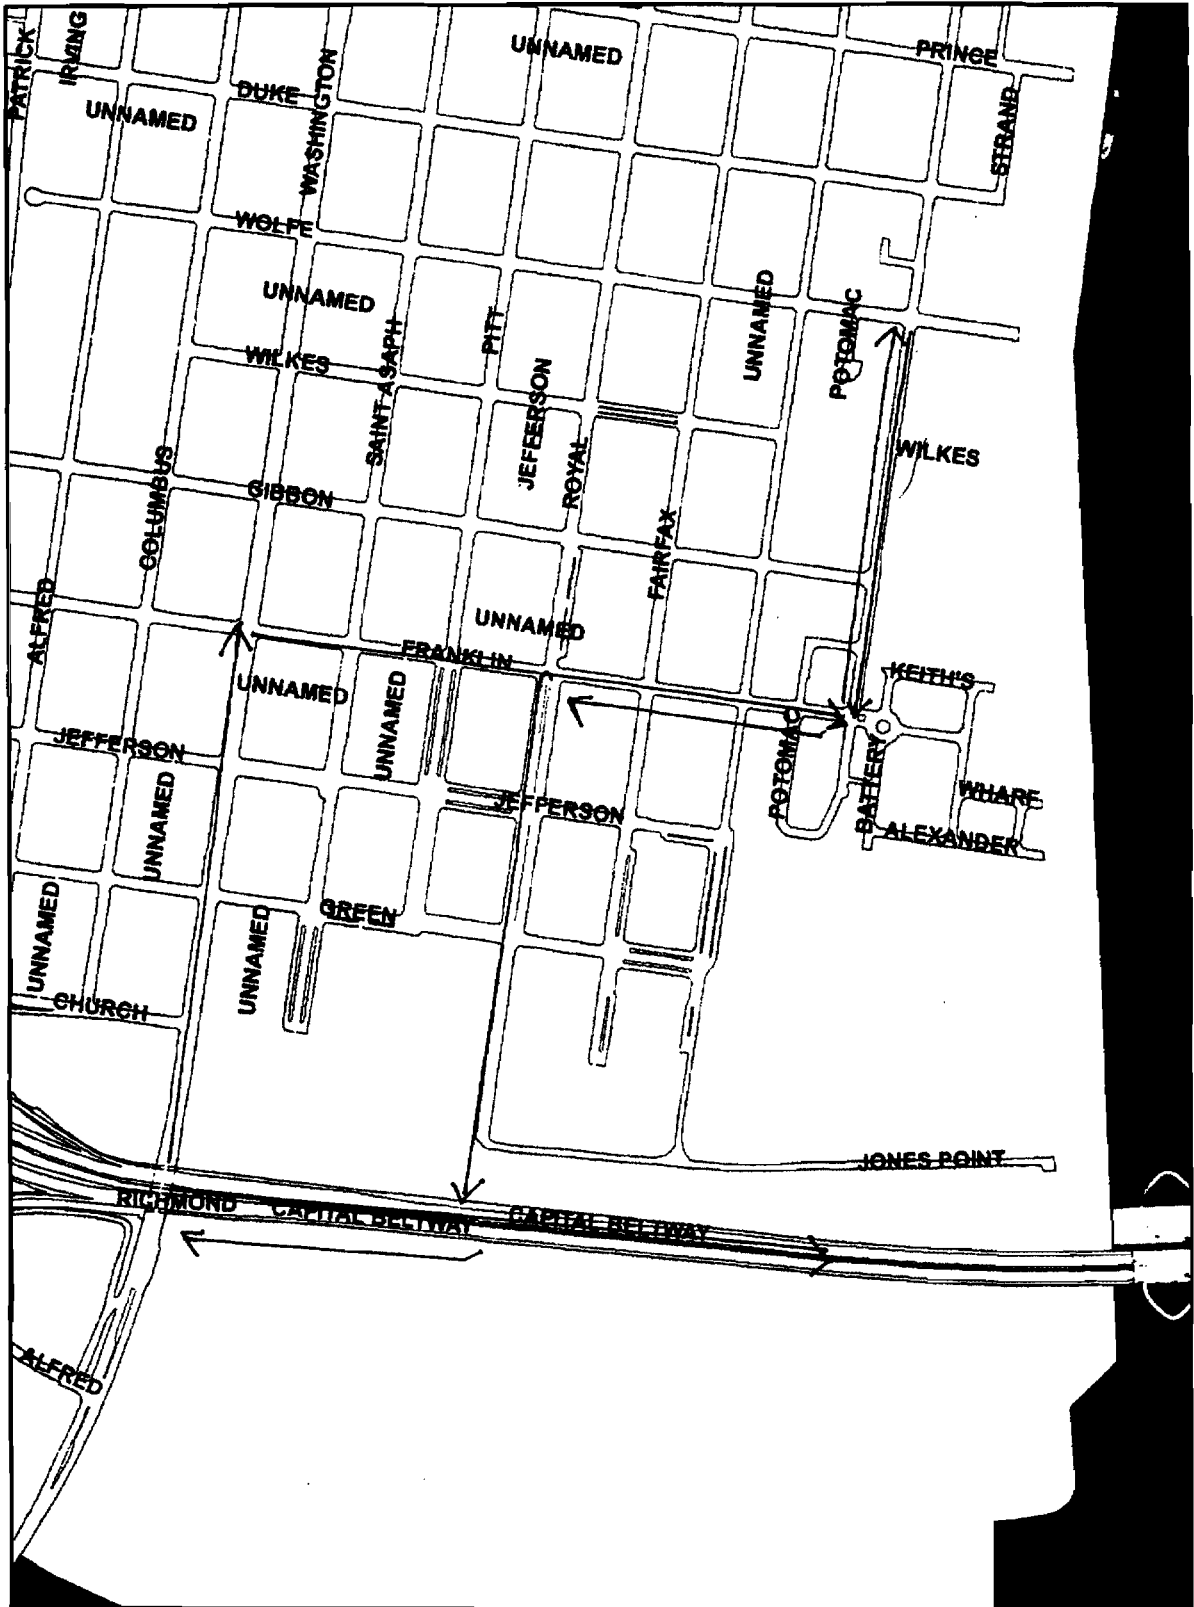 PATRICK
IRVING
UNNAMED
PRINCE
UNNAMED
DUKE
WASHINGTON
STRAND
WOLFE
UNNAMED
UNNAMED
POTOMAC
PITT
SAINT ASAPH
WILKES
JEFFERSON
ROYAL
WILKES
COLUMBUS
GIBBON
FAIRFAX
ALFRED
UNNAMED
FRANKLIN
UNNAMED
UNNAMED
KEITH'S
JEFFERSON
POTOMAC
BATTERY
UNNAMED
JEFFERSON
WHARF
ALEXANDER
UNNAMED
GREEN
UNNAMED
CHURCH
JONES POINT
RICHMOND
CAPITAL BELTWAY
CAPITAL BELTWAY
ALFRED